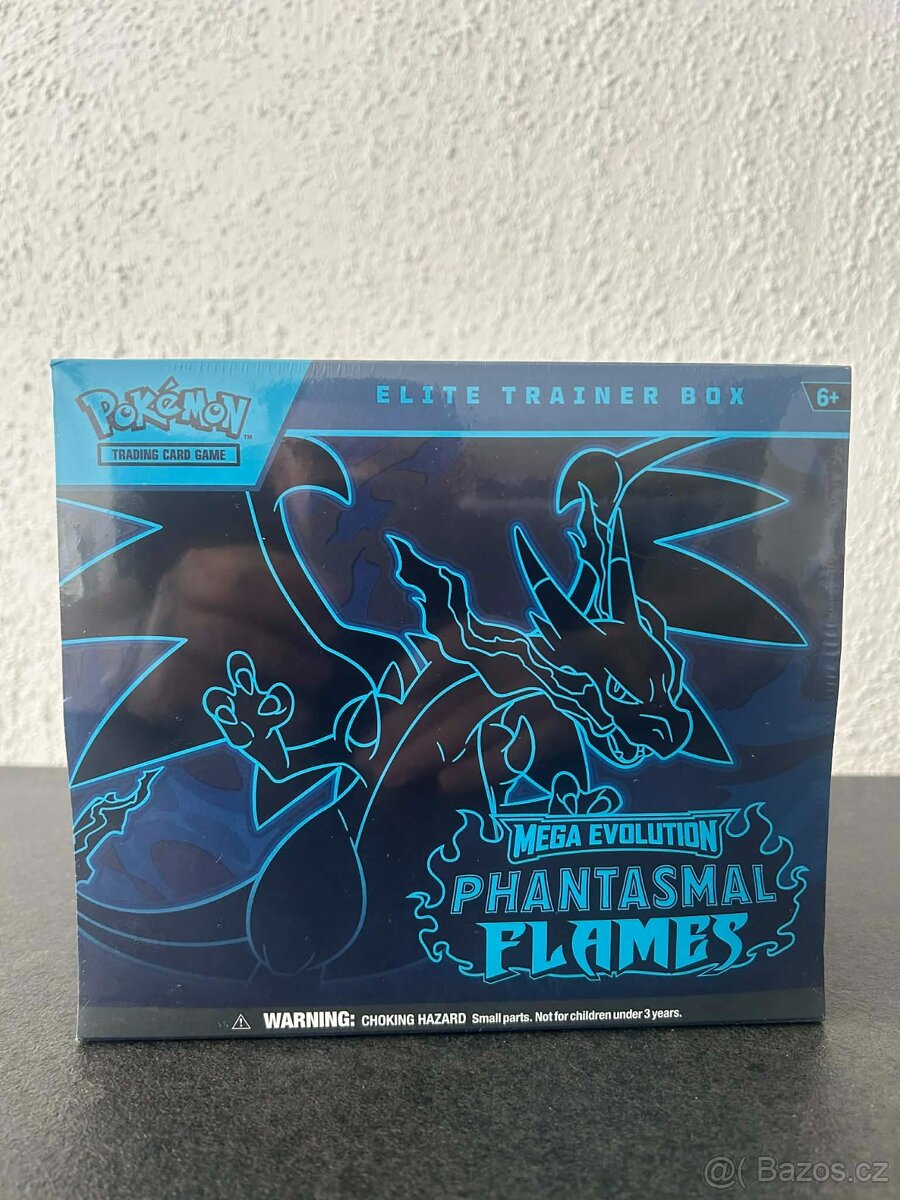 POKéMON™
TRADING CARD GAME
ELITE TRAINER BOX
6+
MEGA EVOLUTION
PHANTASMAL
FLAMES
⚠ WARNING: CHOKING HAZARD Small parts. Not for children under 3 years.
@( Bazos.cz